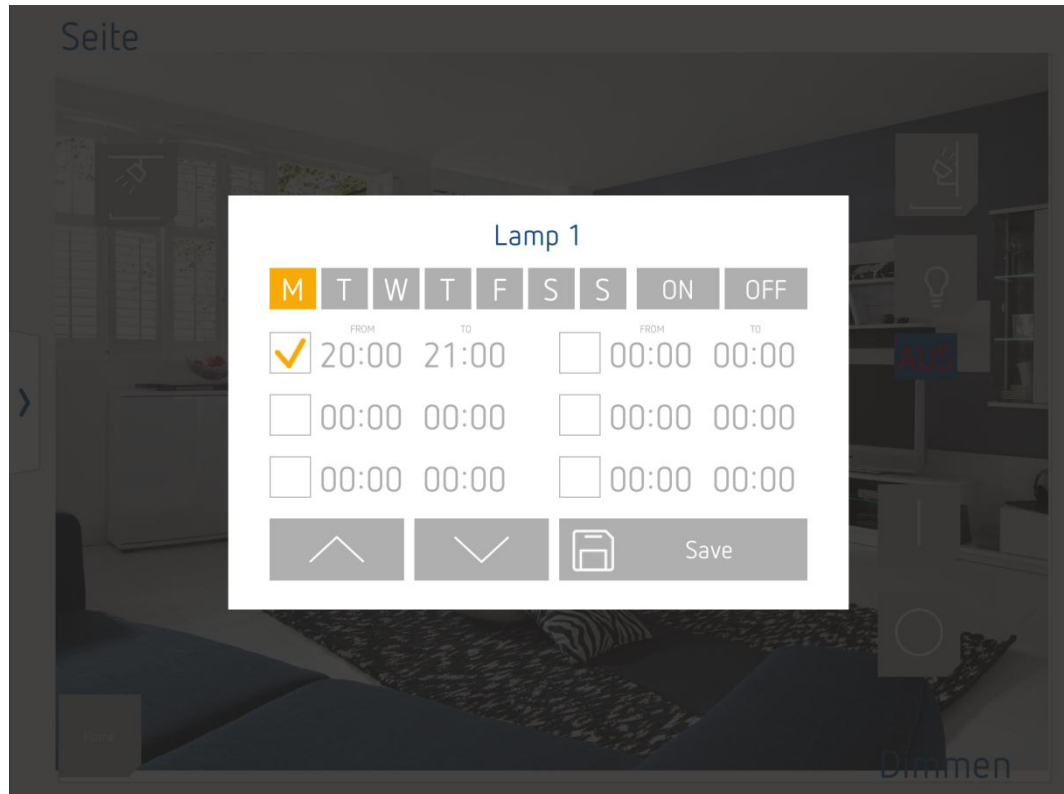 Seite
Lamp 1
M T W T F S S ON OFF
FROM TO FROM TO
20:00 21:00 00:00 00:00
AUS
00:00 00:00 00:00 00:00
00:00 00:00 00:00 00:00
Save
Home
Dimmen